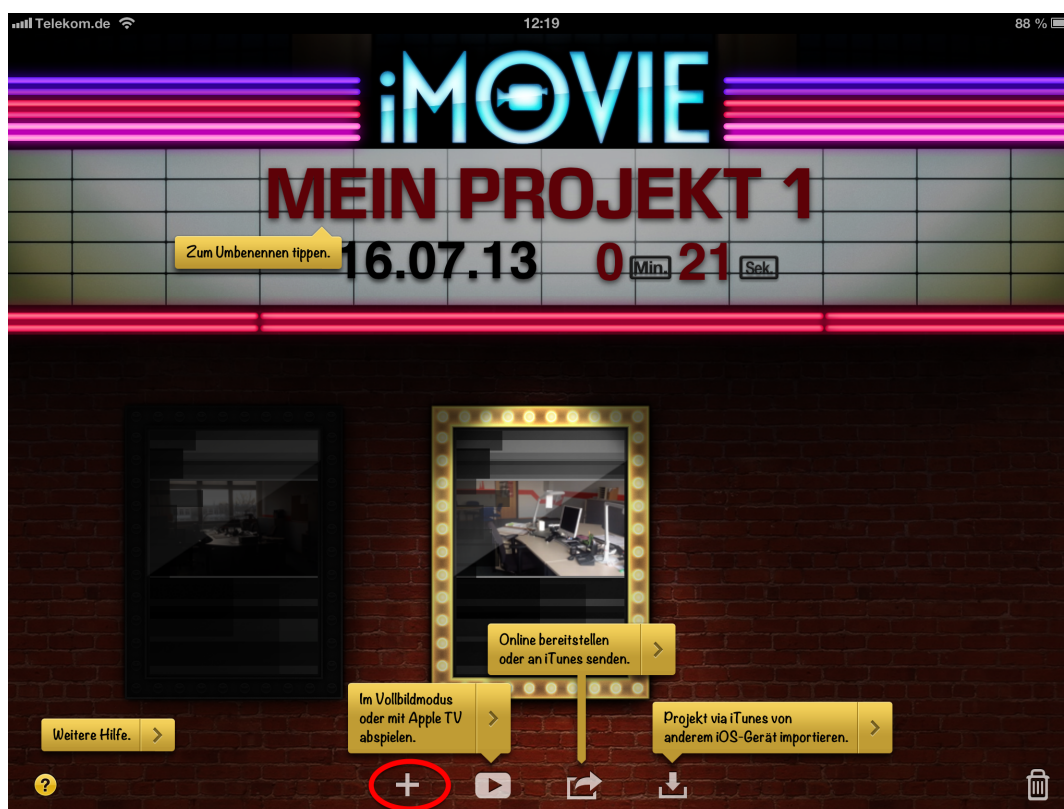 Telekom.de 12:19 88 %
iMOVIE
MEIN PROJEKT 1
Zum Umbenennen tippen.
16.07.13 0 Min. 21 Sek.
Online bereitstellen
oder an iTunes senden.
Im Vollbildmodus
oder mit Apple TV
abspielen.
Projekt via iTunes von
anderem iOS-Gerät importieren.
Weitere Hilfe.
?